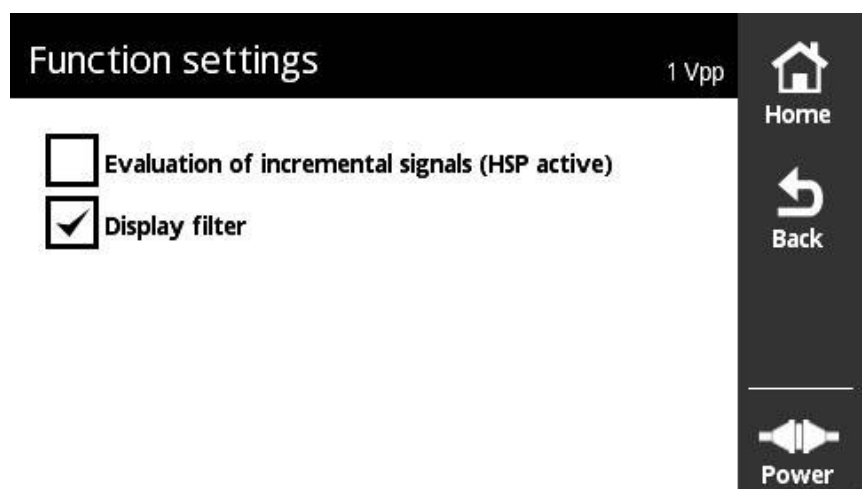 Function settings
1 Vpp
Home
Evaluation of incremental signals (HSP active)
Display filter
Back
Power